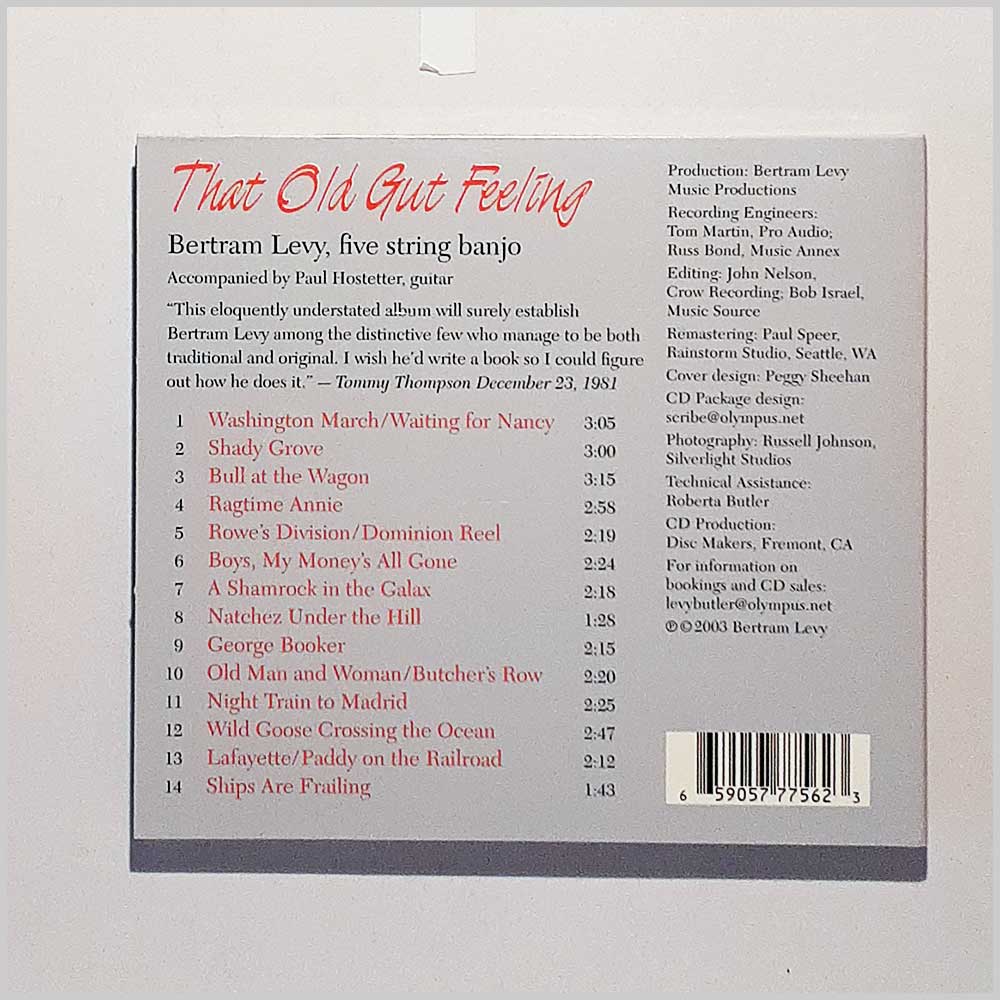 That Old Gut Feeling
Bertram Levy, five string banjo
Accompanied by Paul Hostetter, guitar
“This eloquently understated album will surely establish
Bertram Levy among the distinctive few who manage to be both
traditional and original. I wish he’d write a book so I could figure
out how he does it.” — Tommy Thompson December 23, 1981
1 Washington March/Waiting for Nancy 3:05
2 Shady Grove 3:00
3 Bull at the Wagon 3:15
4 Ragtime Annie 2:58
5 Rowe’s Division/Dominion Reel 2:19
6 Boys, My Money’s All Gone 2:24
7 A Shamrock in the Galax 2:18
8 Natchez Under the Hill 1:28
9 George Booker 2:15
10 Old Man and Woman/Butcher’s Row 2:20
11 Night Train to Madrid 2:25
12 Wild Goose Crossing the Ocean 2:47
13 Lafayette/Paddy on the Railroad 2:12
14 Ships Are Frailing 1:43
Production: Bertram Levy
Music Productions
Recording Engineers:
Tom Martin, Pro Audio;
Russ Bond, Music Annex
Editing: John Nelson,
Crow Recording; Bob Israel,
Music Source
Remastering: Paul Speer,
Rainstorm Studio, Seattle, WA
Cover design: Peggy Sheehan
CD Package design:
scribe@olympus.net
Photography: Russell Johnson,
Silverlight Studios
Technical Assistance:
Roberta Butler
CD Production:
Disc Makers, Fremont, CA
For information on
bookings and CD sales:
levybutler@olympus.net
℗©2003 Bertram Levy
6 59057 77562 3